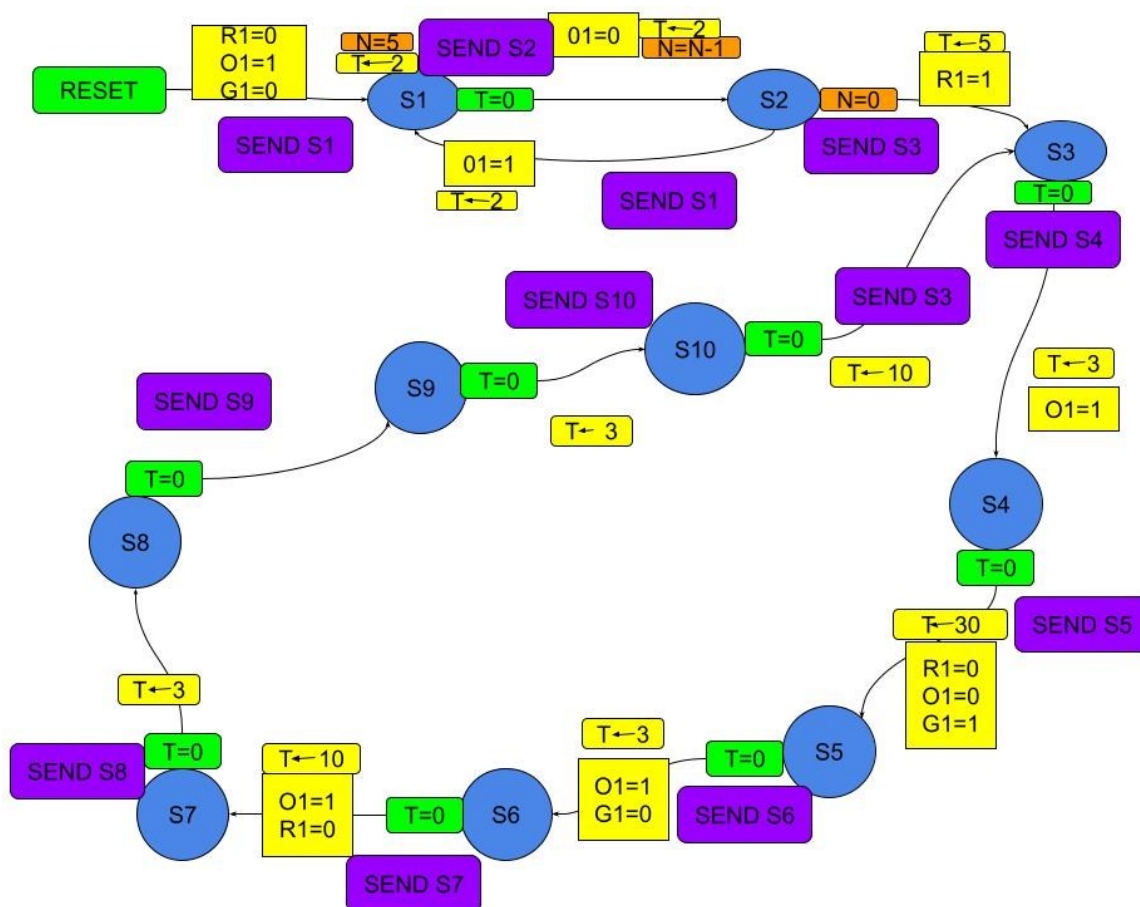 R1=0
O1=1
G1=0
RESET
N=5
T←2
SEND S2
01=0
T←2
N=N-1
T←5
R1=1
S1
T=0
S2
N=0
SEND S1
01=1
T←2
SEND S1
SEND S3
S3
T=0
SEND S4
SEND S10
SEND S3
S10
T=0
T←10
T←3
O1=1
SEND S9
S9
T=0
T← 3
T=0
S8
S4
T=0
T←30
SEND S5
R1=0
O1=0
G1=1
T←3
SEND S8
T=0
S7
T←10
O1=1
R1=0
T=0
S6
T←3
O1=1
G1=0
T=0
S5
SEND S6
SEND S7